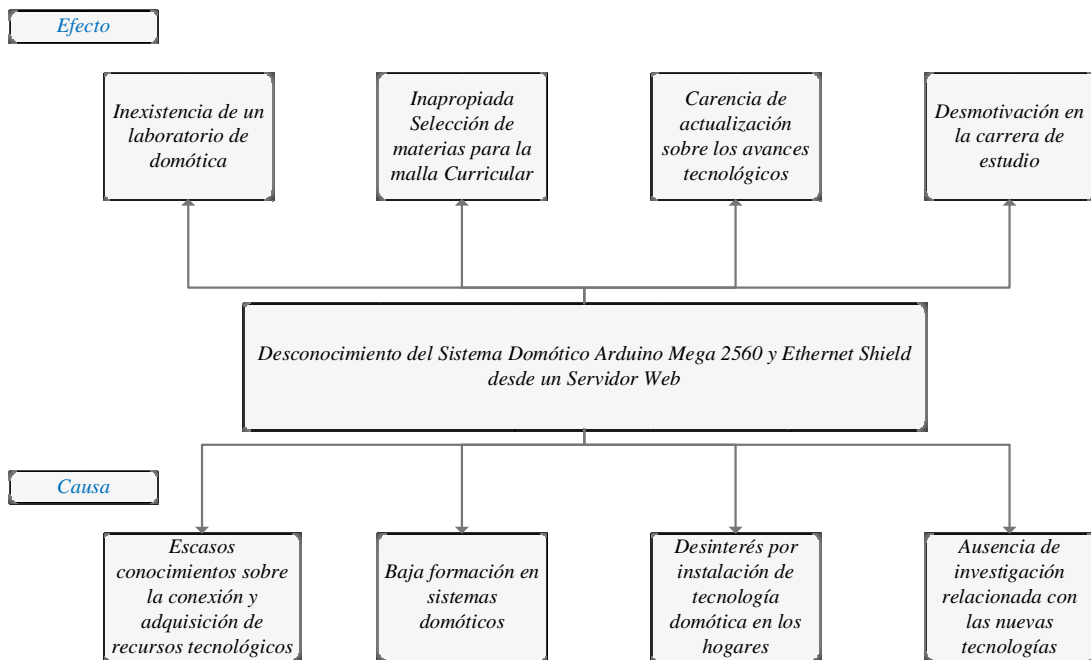 Efecto
Inexistencia de un
laboratorio de
domótica
Inapropiada
Selección de
materias para la
malla Curricular
Carencia de
actualización
sobre los avances
tecnológicos
Desmotivación en
la carrera de
estudio
Desconocimiento del Sistema Domótico Arduino Mega 2560 y Ethernet Shield
desde un Servidor Web
Causa
Escasos
conocimientos sobre
la conexión y
adquisición de
recursos tecnológicos
Baja formación en
sistemas
domóticos
Desinterés por
instalación de
tecnología
domótica en los
hogares
Ausencia de
investigación
relacionada con
las nuevas
tecnologías